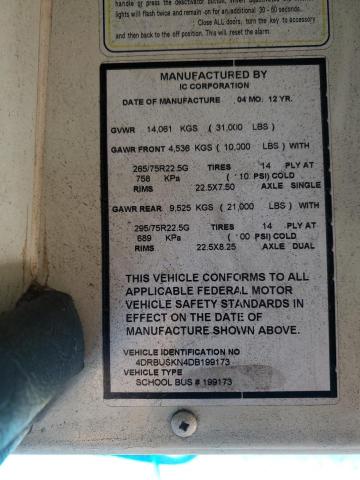 handle or press the deactivator button. When deactivated the
lights will flash twice and remain on for an additional 30 - 60 seconds.
Close ALL doors, turn the key to accessory
and then back to the off position. This will reset the alarm.
MANUFACTURED BY
IC CORPORATION
DATE OF MANUFACTURE 04 MO. 12 YR.
GVWR 14,061 KGS ( 31,000 LBS )
GAWR FRONT 4,536 KGS ( 10,000 LBS ) WITH
265/75R22.5G TIRES 14 PLY AT
758 KPa ( 10 PSI) COLD
RIMS 22.5X7.50 AXLE SINGLE
GAWR REAR 9,525 KGS ( 21,000 LBS ) WITH
295/75R22.5G TIRES 14 PLY AT
689 KPa ( 00 PSI) COLD
RIMS 22.5X8.25 AXLE DUAL
THIS VEHICLE CONFORMS TO ALL
APPLICABLE FEDERAL MOTOR
VEHICLE SAFETY STANDARDS IN
EFFECT ON THE DATE OF
MANUFACTURE SHOWN ABOVE.
VEHICLE IDENTIFICATION NO
4DRBUSKN4DB199173
VEHICLE TYPE
SCHOOL BUS # 199173